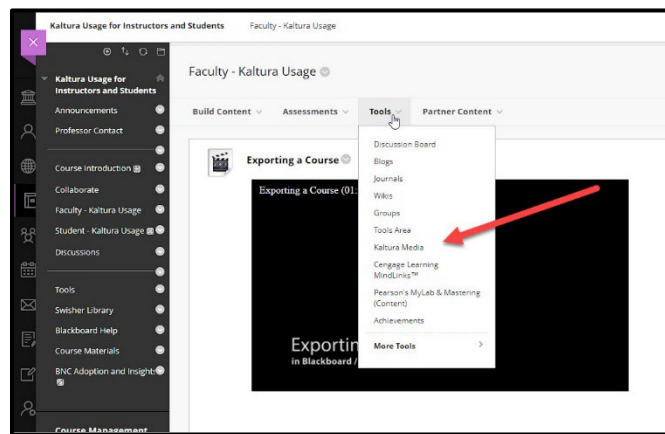 Kaltura Usage for Instructors and Students
Faculty - Kaltura Usage
Kaltura Usage for
Instructors and Students
Announcements
Professor Contact
Course Introduction
Collaborate
Faculty - Kaltura Usage
Student - Kaltura Usage
Discussions
Tools
Swisher Library
Blackboard Help
Course Materials
BNC Adoption and Insights
Course Management
Faculty - Kaltura Usage
Build Content
Assessments
Tools
Partner Content
Exporting a Course
Exporting a Course (01:
Exportin
in Blackboard /
Discussion Board
Blogs
Journals
Wikis
Groups
Tools Area
Kaltura Media
Cengage Learning
MindLinks™
Pearson's MyLab & Mastering
(Content)
Achievements
More Tools